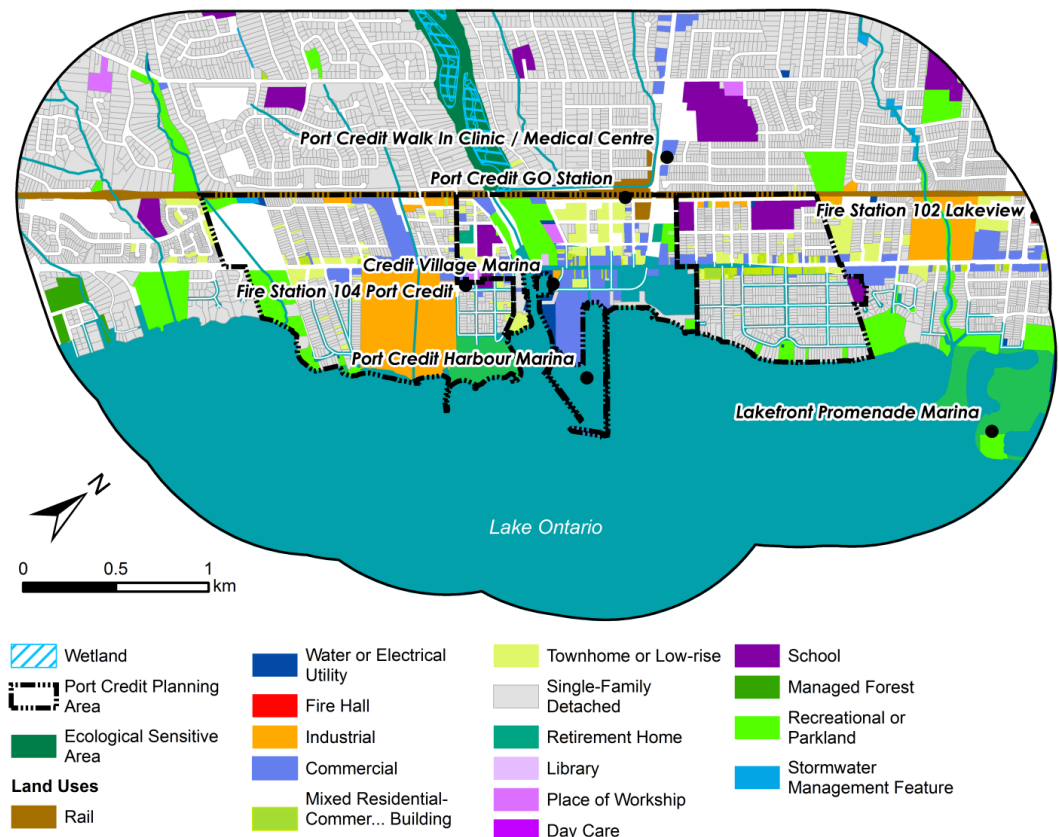 Port Credit Walk In Clinic / Medical Centre
Port Credit GO Station
Fire Station 102 Lakeview
Credit Village Marina
Fire Station 104 Port Credit
Port Credit Harbour Marina
Lakefront Promenade Marina
N
Lake Ontario
0 0.5 1
km
Wetland
Port Credit Planning
Area
Ecological Sensitive
Area
Land Uses
Rail
Water or Electrical
Utility
Fire Hall
Industrial
Commercial
Mixed Residential-
Commer... Building
Townhome or Low-rise
Single-Family
Detached
Retirement Home
Library
Place of Workship
Day Care
School
Managed Forest
Recreational or
Parkland
Stormwater
Management Feature